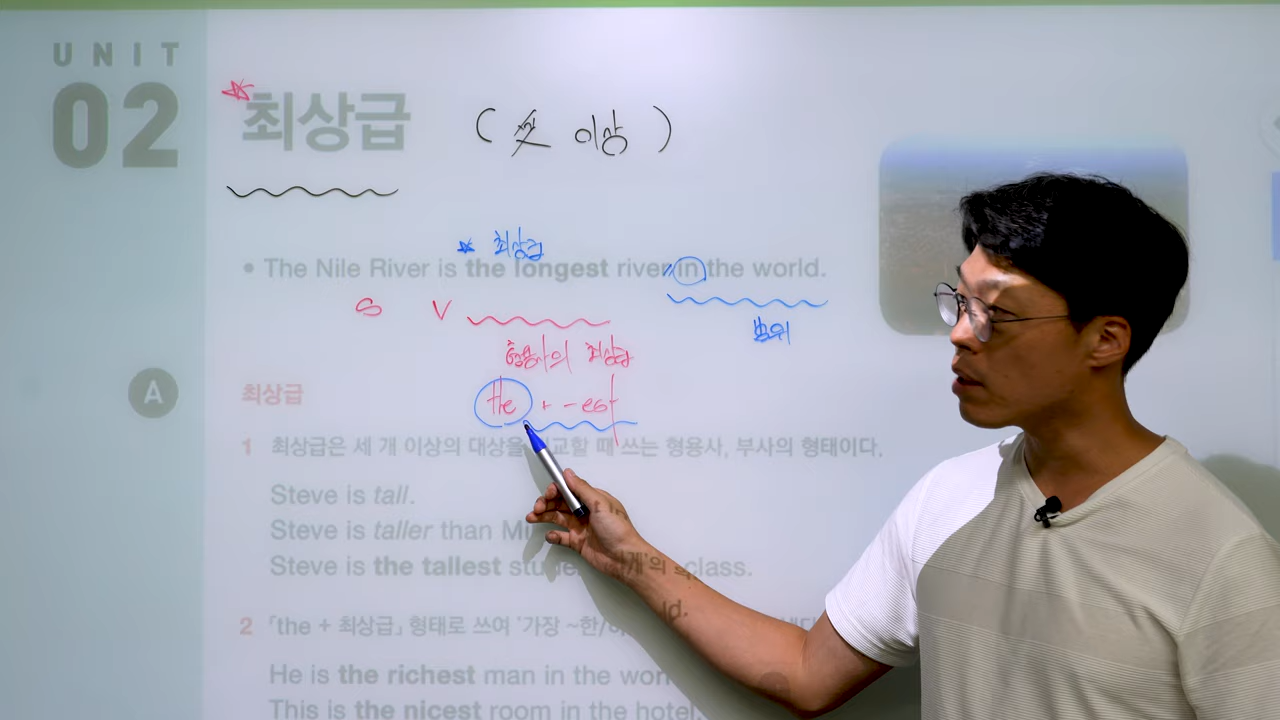 UNIT
02
최상급 (셋 이상)
최상급
• The Nile River is the longest river in the world.
S V
범위
형용사의 최상급
the + -est
A 최상급
1 최상급은 세 개 이상의 대상을 비교할 때 쓰는 형용사, 부사의 형태이다.
Steve is tall.
Steve is taller than
Steve is the tallest class.
2 「the + 최상급」 형태로 쓰여 '가장 ~한/
He is the richest man in the
This is the nicest room in the hotel.